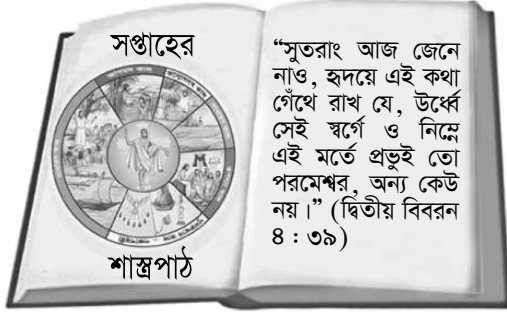 সপ্তাহের
শাস্ত্রপাঠ
“সুতরাং আজ জেনে
নাও, হৃদয়ে এই কথা
গেঁথে রাখ যে, উর্ধ্বে
সেই স্বর্গে ও নিম্নে
এই মর্তে প্রভুই তো
পরমেশ্বর, অন্য কেউ
নয়।” (দ্বিতীয় বিবরন
৪ : ৩৯)